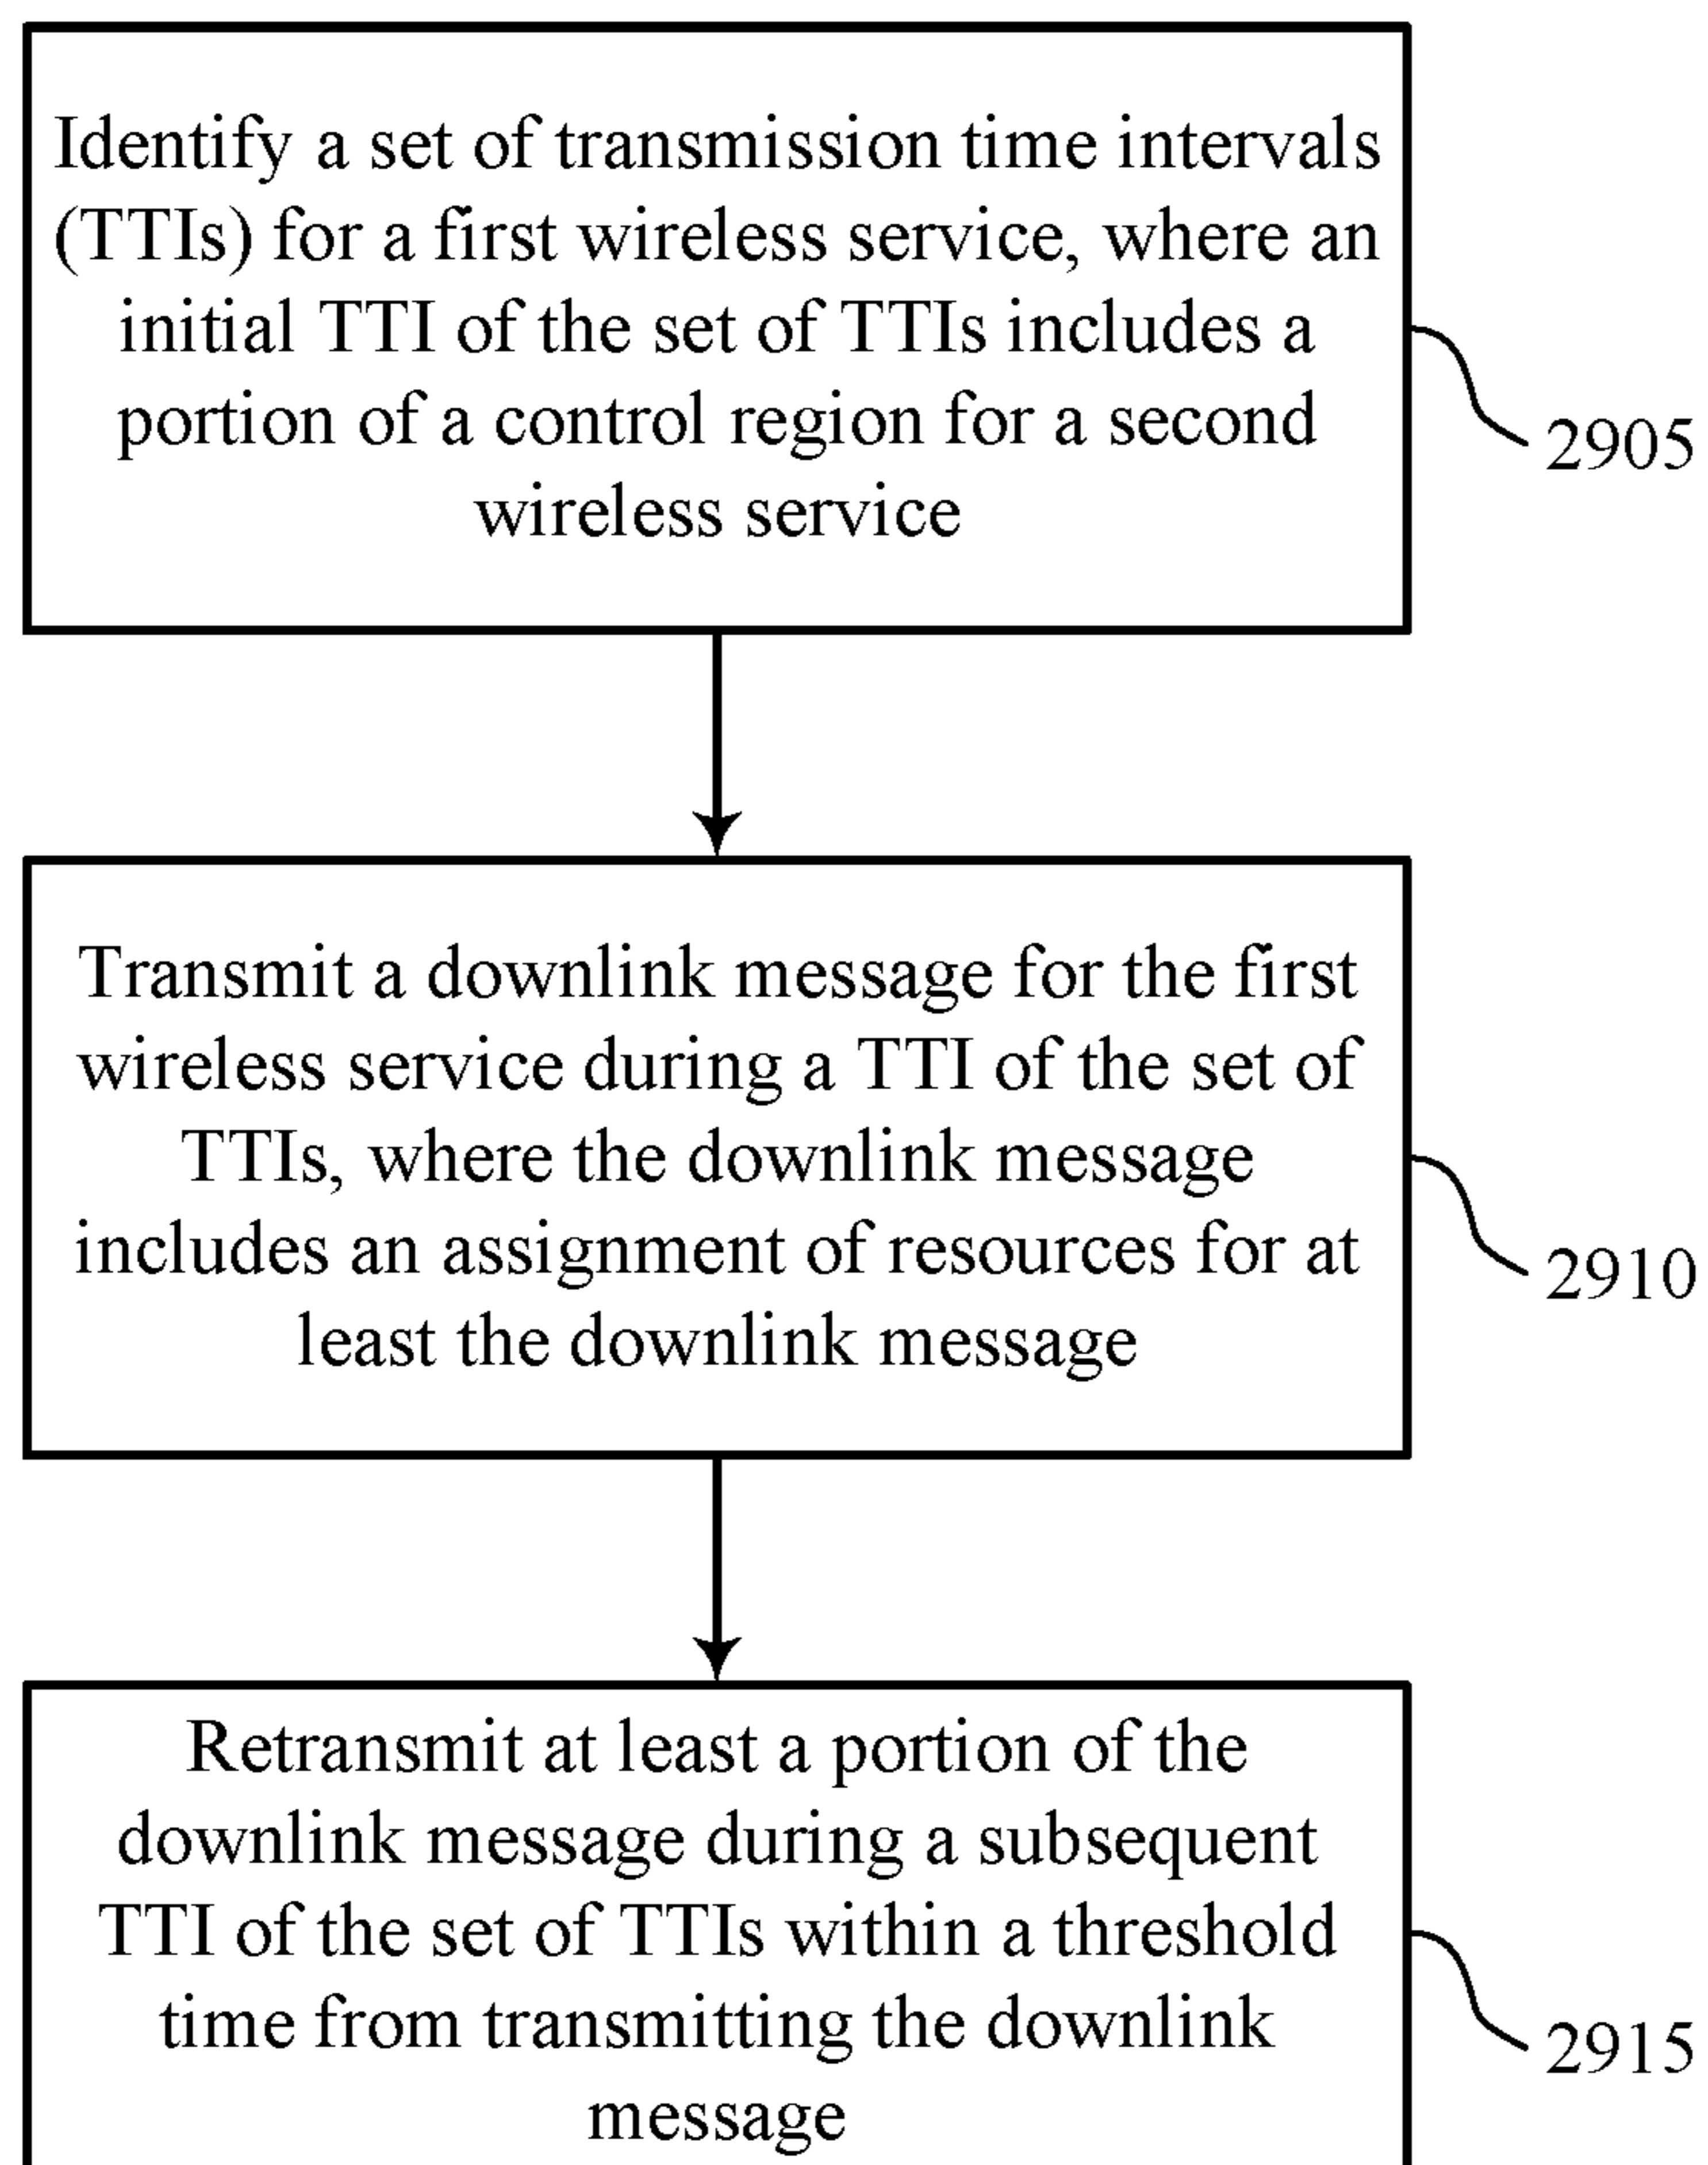 Identify a set of transmission time intervals
(TTIs) for a first wireless service, where an
initial TTI of the set of TTIs includes a
portion of a control region for a second
wireless service
2905
Transmit a downlink message for the first
wireless service during a TTI of the set of
TTIs, where the downlink message
includes an assignment of resources for at
least the downlink message
2910
Retransmit at least a portion of the
downlink message during a subsequent
TTI of the set of TTIs within a threshold
time from transmitting the downlink
message
2915